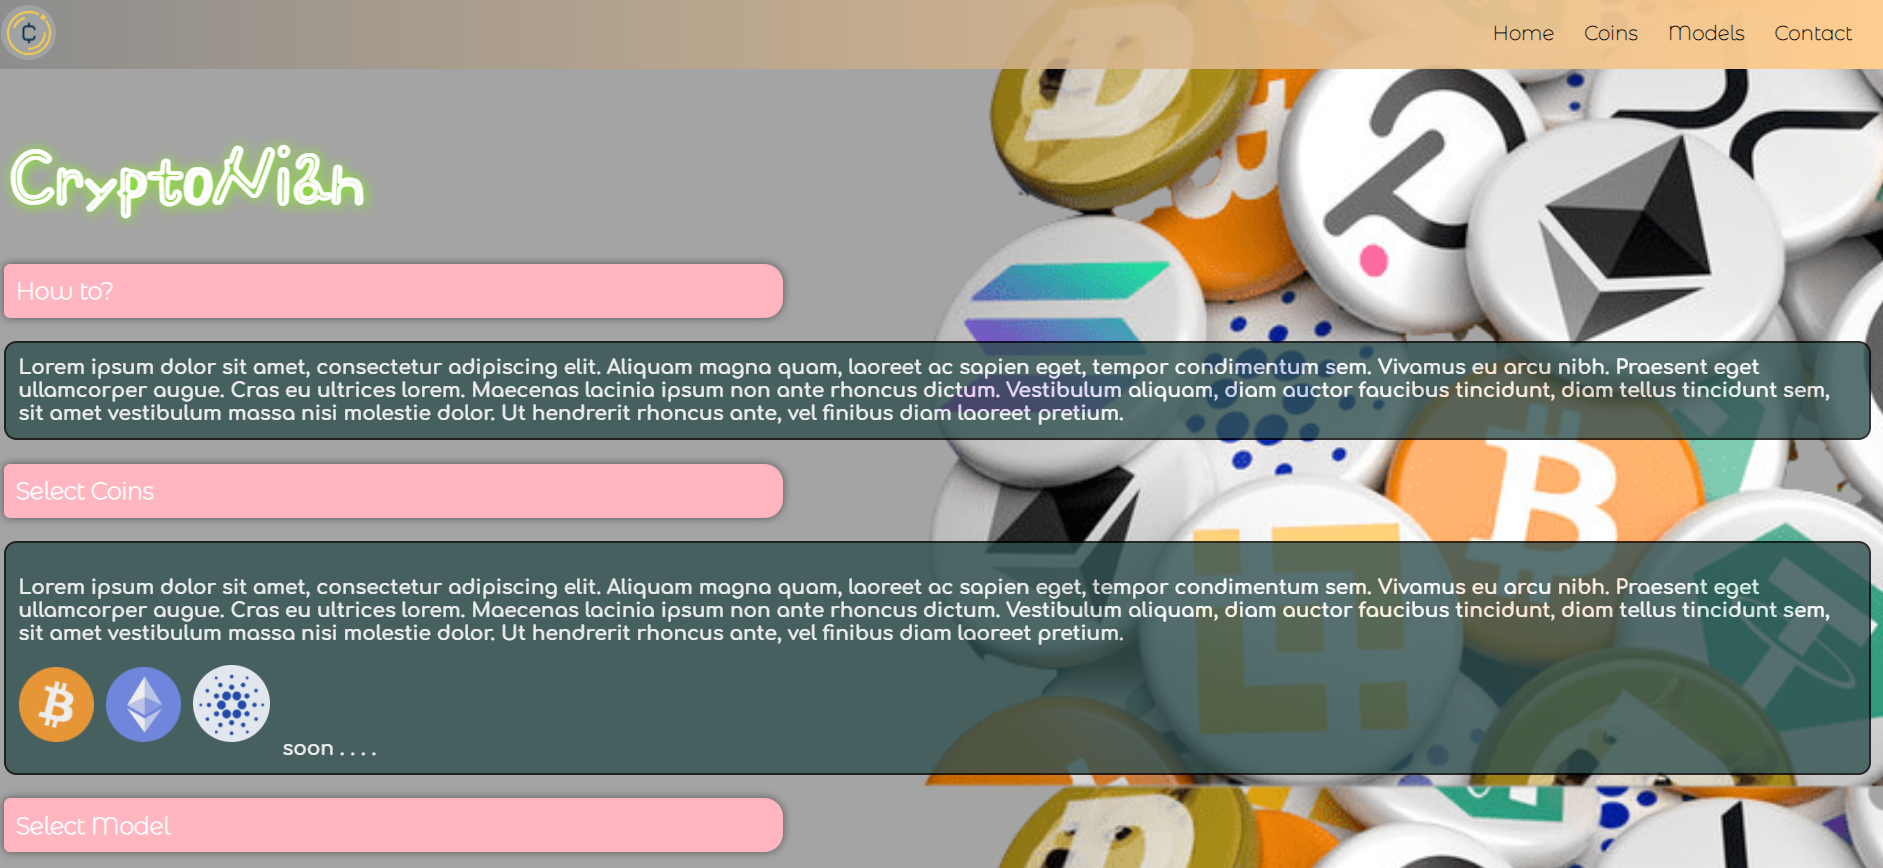 Home Coins Models Contact
CryptoNiah
How to?
Lorem ipsum dolor sit amet, consectetur adipiscing elit. Aliquam magna quam, laoreet ac sapien eget, tempor condimentum sem. Vivamus eu arcu nibh. Praesent eget
ullamcorper augue. Cras eu ultrices lorem. Maecenas lacinia ipsum non ante rhoncus dictum. Vestibulum aliquam, diam auctor faucibus tincidunt, diam tellus tincidunt sem,
sit amet vestibulum massa nisi molestie dolor. Ut hendrerit rhoncus ante, vel finibus diam laoreet pretium.
Select Coins
Lorem ipsum dolor sit amet, consectetur adipiscing elit. Aliquam magna quam, laoreet ac sapien eget, tempor condimentum sem. Vivamus eu arcu nibh. Praesent eget
ullamcorper augue. Cras eu ultrices lorem. Maecenas lacinia ipsum non ante rhoncus dictum. Vestibulum aliquam, diam auctor faucibus tincidunt, diam tellus tincidunt sem,
sit amet vestibulum massa nisi molestie dolor. Ut hendrerit rhoncus ante, vel finibus diam laoreet pretium.
soon . . . .
Select Model